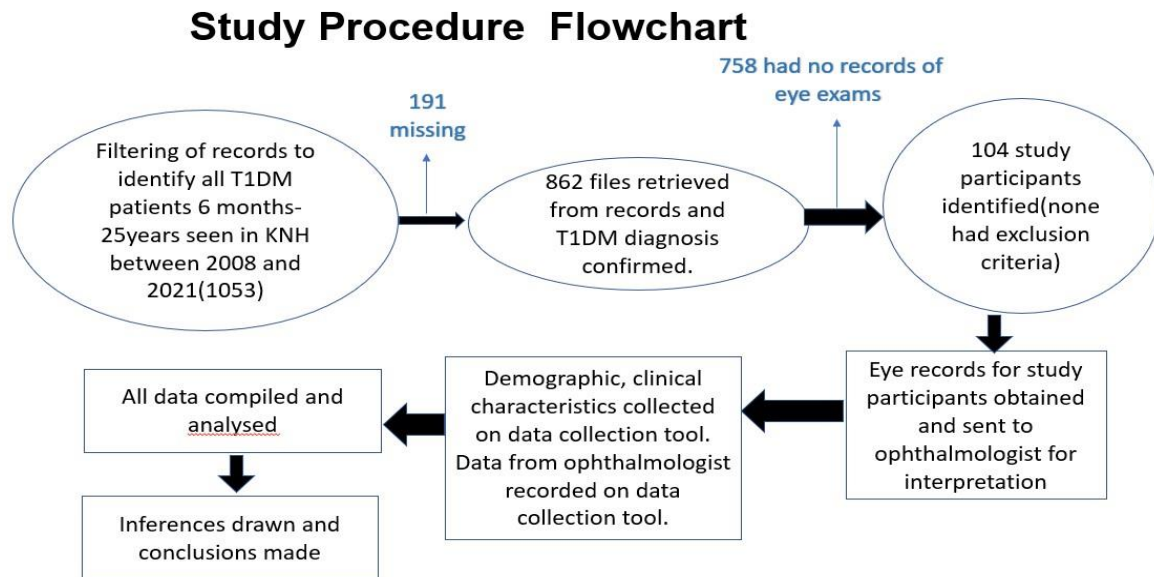 Study Procedure  Flowchart
Filtering of records to
identify all T1DM
patients 6 months-
25years seen in KNH
between 2008 and
2021(1053)
191
missing
862 files retrieved
from records and
T1DM diagnosis
confirmed.
758 had no records of
eye exams
104 study
participants
identified(none
had exclusion
criteria)
Eye records for study
participants obtained
and sent to
ophthalmologist for
interpretation
Demographic, clinical
characteristics collected
on data collection tool.
Data from ophthalmologist
recorded on data
collection tool.
All data compiled and
analysed
Inferences drawn and
conclusions made